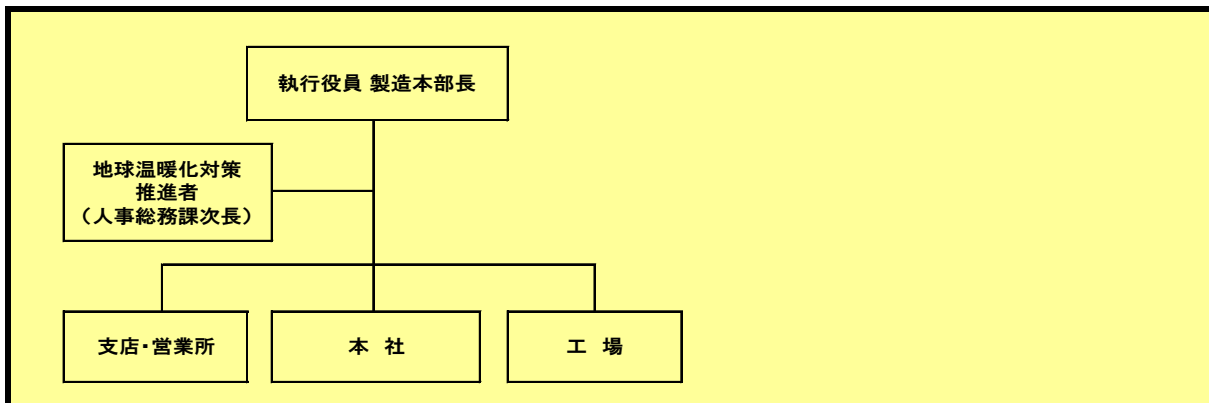 執行役員 製造本部長
地球温暖化対策
推進者
（人事総務課次長）
支店・営業所
本 社
工 場